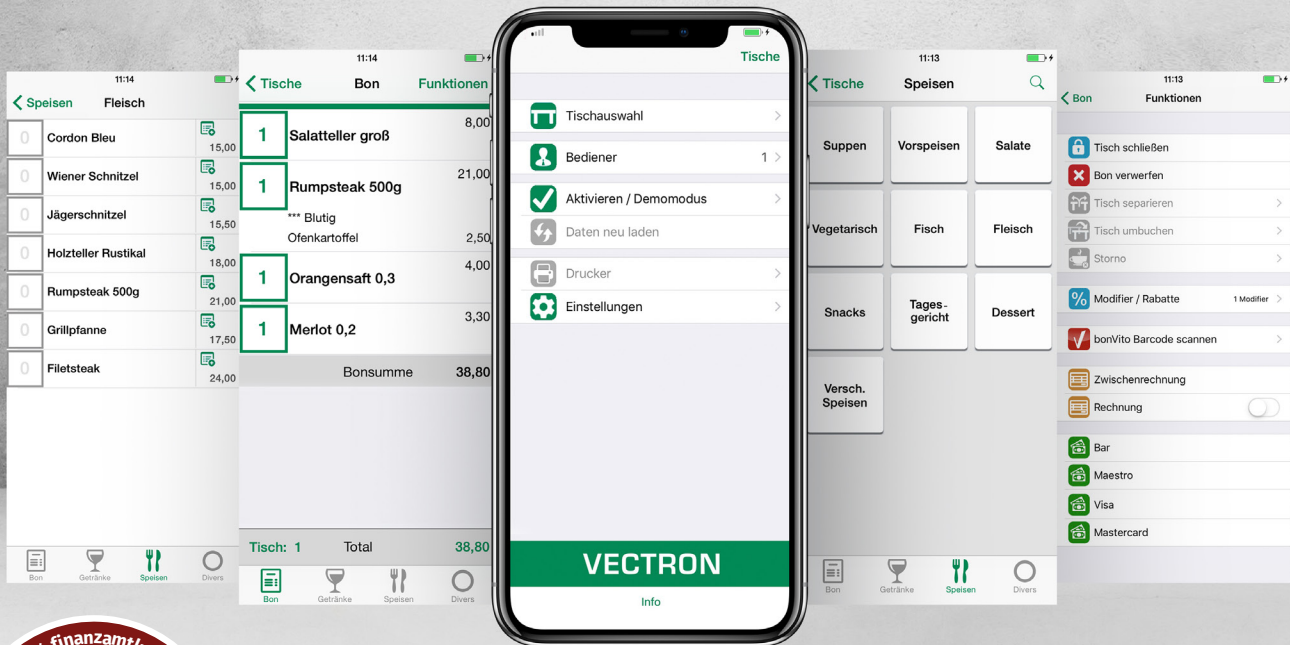 11:14
Speisen Fleisch
0 Cordon Bleu 15,00
0 Wiener Schnitzel 15,00
0 Jägerschnitzel 15,50
0 Holzteller Rustikal 18,00
0 Rumpsteak 500g 21,00
0 Grillpfanne 17,50
0 Filetsteak 24,00
Bon Getränke Speisen Divers
finanzamt
11:14
Tische Bon Funktionen
1 Salatteller groß 8,00
1 Rumpsteak 500g 21,00
*** Blutig
Ofenkartoffel 2,50
1 Orangensaft 0,3 4,00
1 Merlot 0,2 3,30
Bonsumme 38,80
Tisch: 1 Total 38,80
Bon Getränke Speisen Divers
Tische
Tischauswahl
Bediener 1
Aktivieren / Demomodus
Daten neu laden
Drucker
Einstellungen
VECTRON
Info
11:13
Tische Speisen
Suppen Vorspeisen Salate
Vegetarisch Fisch Fleisch
Snacks Tages-
gericht Dessert
Versch.
Speisen
Bon Getränke Speisen Divers
11:13
Bon Funktionen
Tisch schließen
Bon verwerfen
Tisch separieren
Tisch umbuchen
Storno
Modifier / Rabatte 1 Modifier
bonVito Barcode scannen
Zwischenrechnung
Rechnung
Bar
Maestro
Visa
Mastercard